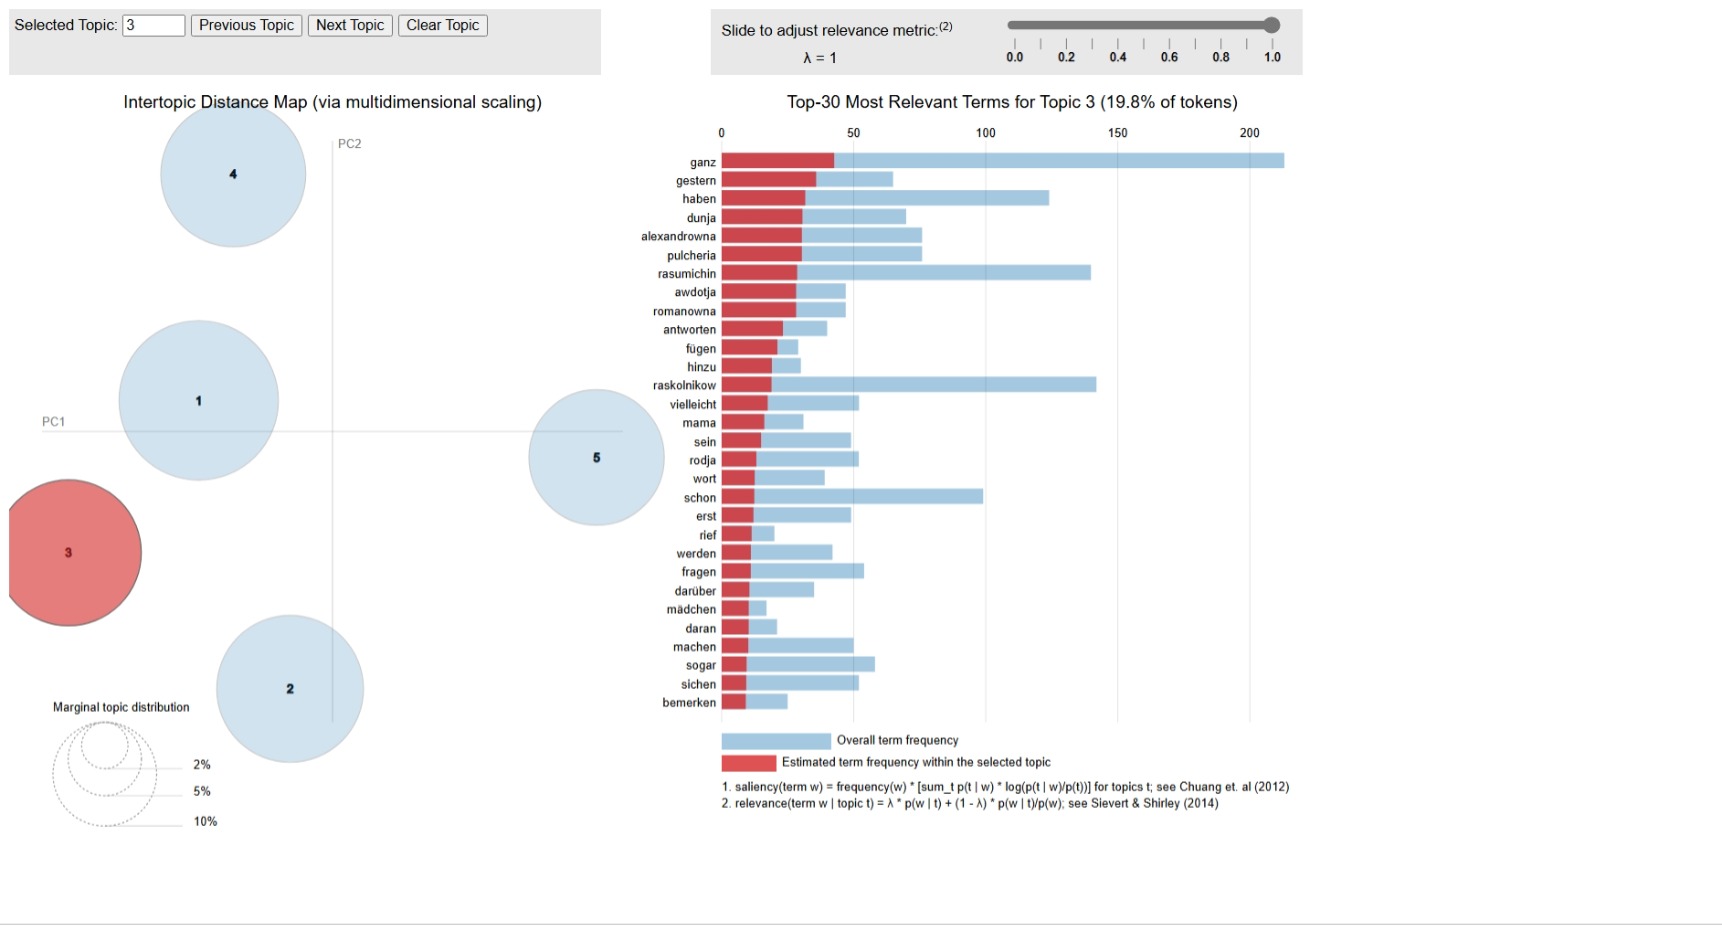 Selected Topic: 3 Previous Topic Next Topic Clear Topic
Slide to adjust relevance metric:(2)
λ = 1
0.0 0.2 0.4 0.6 0.8 1.0
Intertopic Distance Map (via multidimensional scaling)
PC2
4
1
PC1
5
3
2
Marginal topic distribution
2%
5%
10%
Top-30 Most Relevant Terms for Topic 3 (19.8% of tokens)
0 50 100 150 200
ganz
gestern
haben
dunja
alexandrowna
pulcheria
rasumichin
awdotja
romanowna
antworten
fügen
hinzu
raskolnikow
vielleicht
mama
sein
rodja
wort
schon
erst
rief
werden
fragen
darüber
mädchen
daran
machen
sogar
sichen
bemerken
Overall term frequency
Estimated term frequency within the selected topic
1. saliency(term w) = frequency(w) * [sum_t p(t | w) * log(p(t | w)/p(t))] for topics t; see Chuang et. al (2012)
2. relevance(term w | topic t) = λ * p(w | t) + (1 - λ) * p(w | t)/p(w); see Sievert & Shirley (2014)